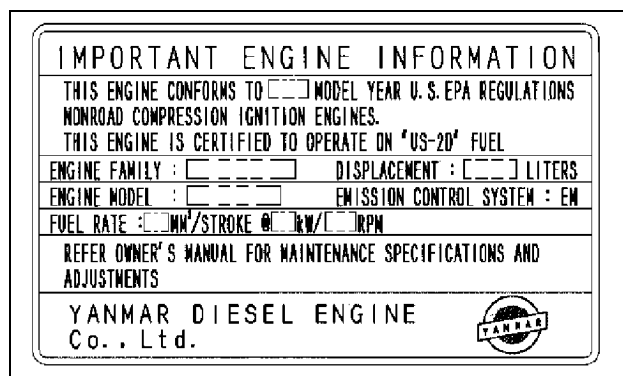 IMPORTANT ENGINE INFORMATION
THIS ENGINE CONFORMS TO MODEL YEAR U.S. EPA REGULATIONS
NONROAD COMPRESSION IGNITION ENGINES.
THIS ENGINE IS CERTIFIED TO OPERATE ON "US-2D" FUEL
ENGINE FAMILY : DISPLACEMENT : LITERS
ENGINE MODEL : EMISSION CONTROL SYSTEM : EM
FUEL RATE : MM³/STROKE @ kW/ RPM
REFER OWNER'S MANUAL FOR MAINTENANCE SPECIFICATIONS AND
ADJUSTMENTS
YANMAR DIESEL ENGINE
Co., Ltd.
YANMAR